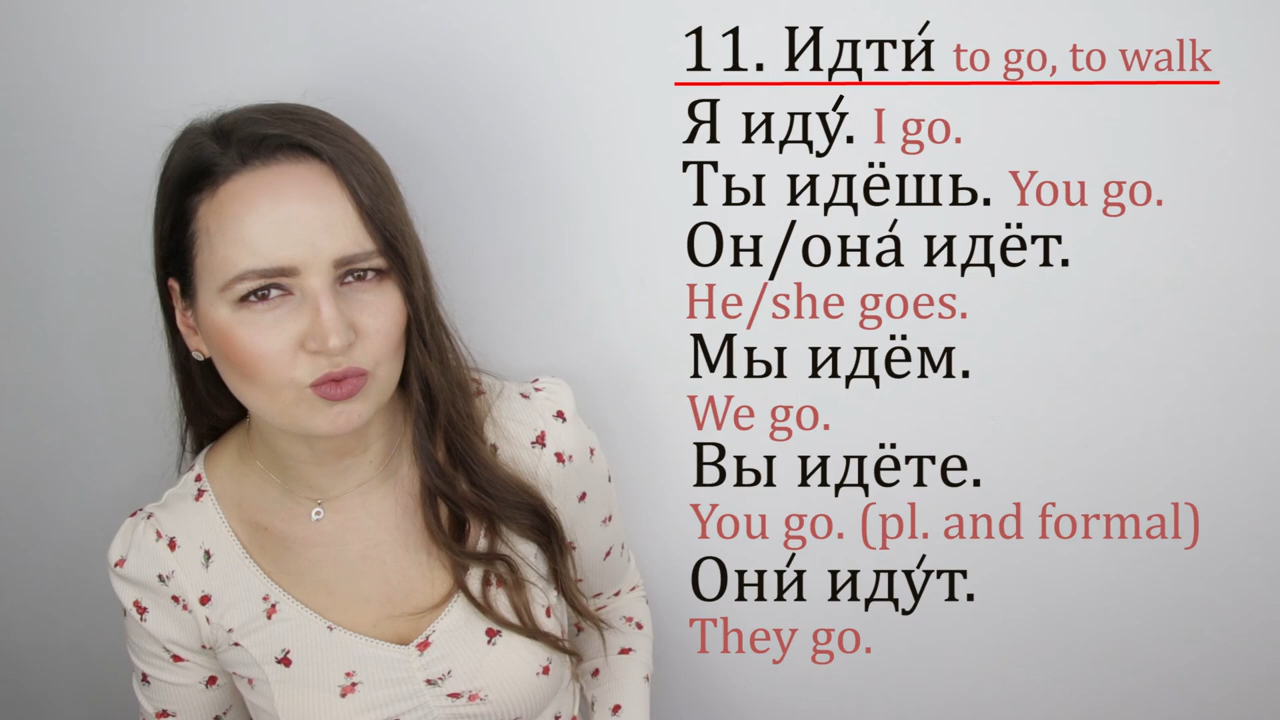 11. Идти́ to go, to walk
Я иду́. I go.
Ты идёшь. You go.
Он/она́ идёт.
He/she goes.
Мы идём.
We go.
Вы идёте.
You go. (pl. and formal)
Они́ иду́т.
They go.